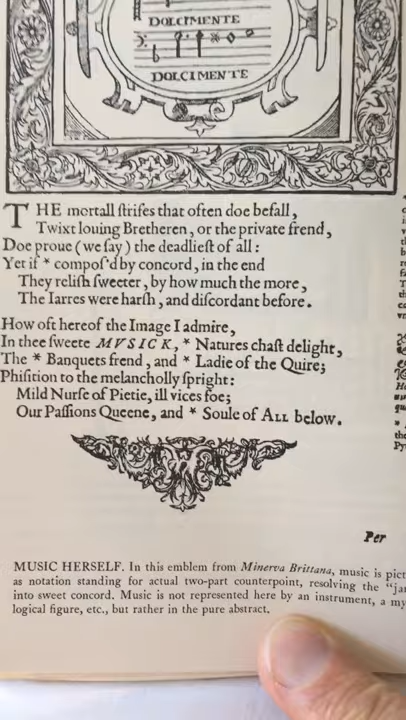 DOLCIMENTE
DOLCIMENTE
THE mortall ſtrifes that often doe befall,
Twixt louing Bretheren, or the private frend,
Doe proue (we ſay) the deadlieſt of all:
Yet if * compoſ'd by concord, in the end
They reliſh ſweeter, by how much the more,
The Iarres were harſh, and diſcordant before.
How oft hereof the Image I admire,
In thee ſweete MVSICK, * Natures chaſt delight,
The * Banquets frend, and * Ladie of the Quire;
Phiſition to the melancholly ſpright:
Mild Nurſe of Pietie, ill vices foe;
Our Paſſions Queene, and * Soule of ALL below.
Per
MUSIC HERSELF. In this emblem from Minerva Brittana, music is pict
as notation standing for actual two-part counterpoint, resolving the "jar
into sweet concord. Music is not represented here by an instrument, a my
logical figure, etc., but rather in the pure abstract.